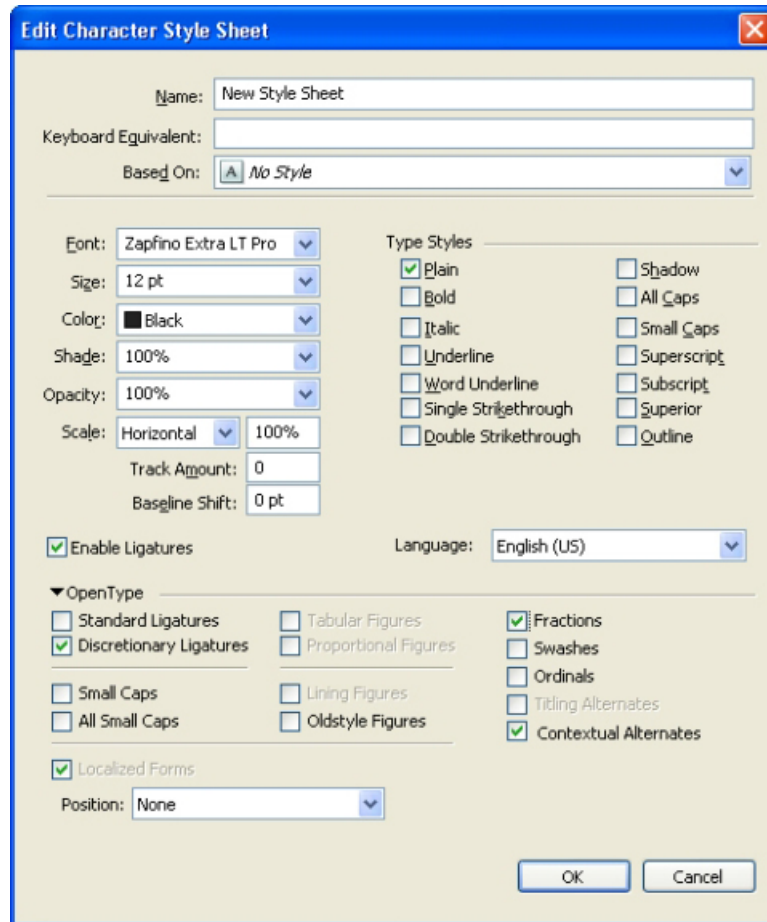 Edit Character Style Sheet
Name: New Style Sheet
Keyboard Equivalent:
Based On: A No Style
Font: Zapfino Extra LT Pro
Size: 12 pt
Color: Black
Shade: 100%
Opacity: 100%
Scale: Horizontal 100%
Track Amount: 0
Baseline Shift: 0 pt
Type Styles
Plain Shadow
Bold All Caps
Italic Small Caps
Underline Superscript
Word Underline Subscript
Single Strikethrough Superior
Double Strikethrough Outline
Enable Ligatures Language: English (US)
OpenType
Standard Ligatures Tabular Figures Fractions
Discretionary Ligatures Proportional Figures Swashes
Ordinals
Small Caps Lining Figures Titling Alternates
All Small Caps Oldstyle Figures Contextual Alternates
Localized Forms
Position: None
OK Cancel